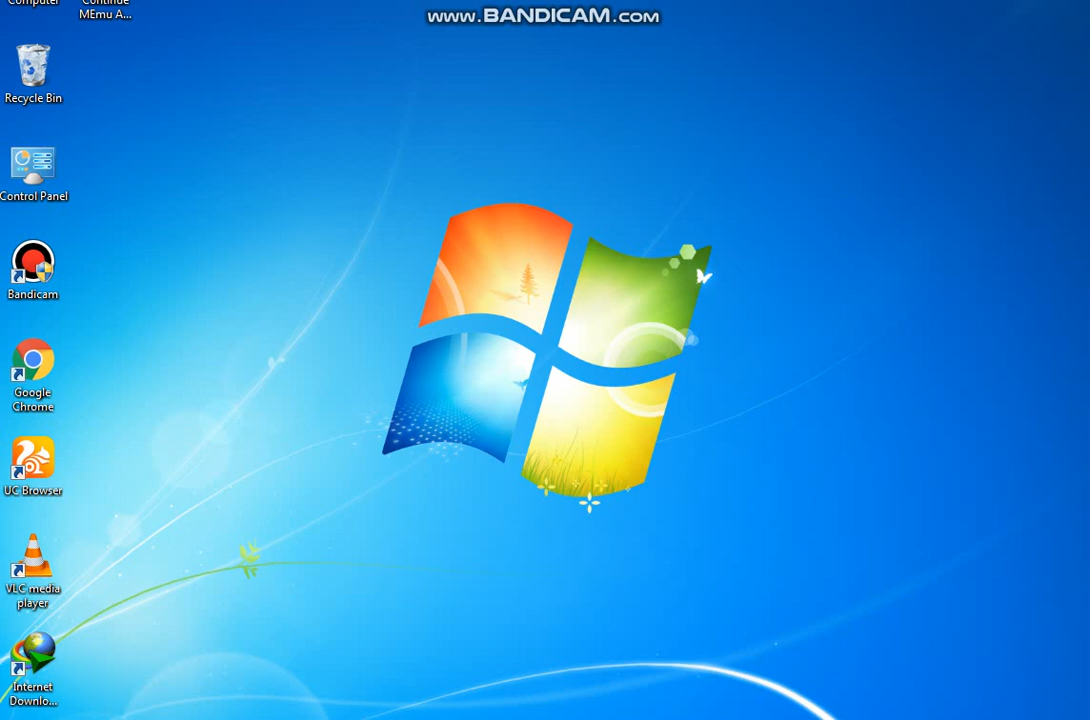 www.BANDICAM.com
Computer
Continue
MEmu A...
Recycle Bin
Control Panel
Bandicam
Google
Chrome
UC Browser
VLC media
player
Internet
Downlo...